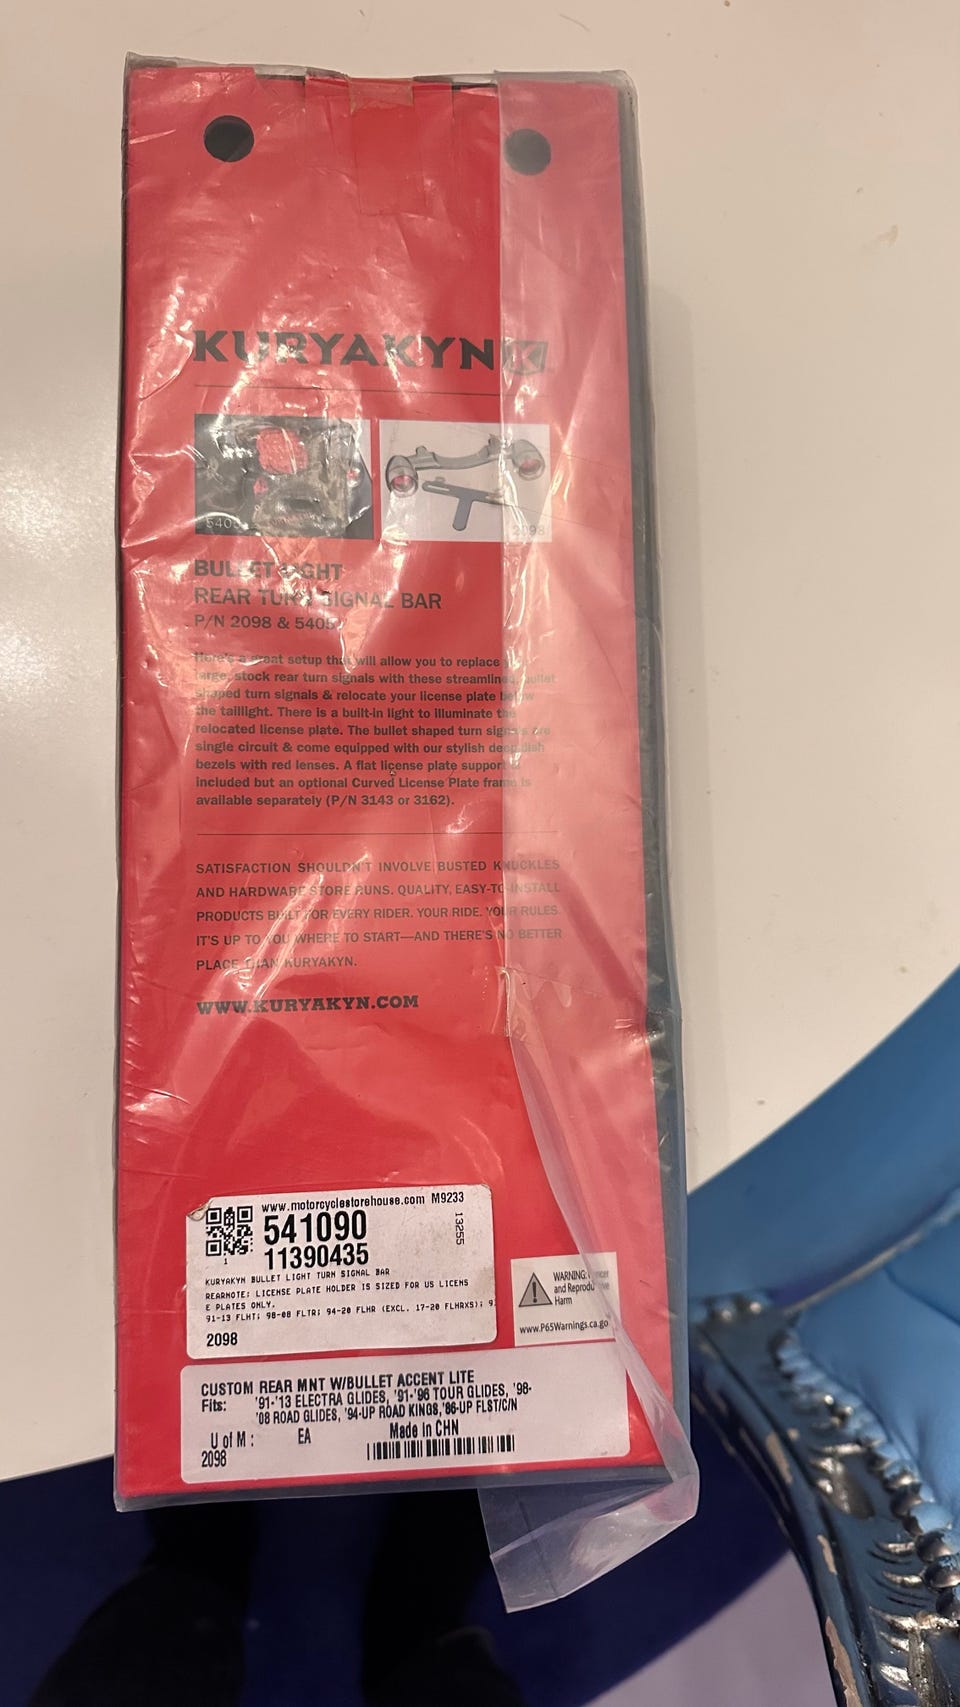 KURYAKYN K
2098
BULLET LIGHT
REAR TURN SIGNAL BAR
P/N 2098 & 5405
Here's a great setup that will allow you to replace
large, stock rear turn signals with these streamlined, bullet
shaped turn signals & relocate your license plate below
the taillight. There is a built-in light to illuminate the
relocated license plate. The bullet shaped turn signals are
single circuit & come equipped with our stylish deep dish
bezels with red lenses. A flat license plate support is
included but an optional Curved License Plate frame is
available separately (P/N 3143 or 3162).
SATISFACTION SHOULDN'T INVOLVE BUSTED KNUCKLES
AND HARDWARE STORE RUNS. QUALITY, EASY-TO-INSTALL
PRODUCTS BUILT FOR EVERY RIDER. YOUR RIDE. YOUR RULES.
IT'S UP TO YOU WHERE TO START—AND THERE'S NO BETTER
PLACE THAN KURYAKYN.
WWW.KURYAKYN.COM
www.motorcyclestorehouse.com M9233
541090
13255
11390435
1
KURYAKYN BULLET LIGHT TURN SIGNAL BAR
REARNOTE: LICENSE PLATE HOLDER IS SIZED FOR US LICENS
E PLATES ONLY.
91-13 FLHT; 98-08 FLTR; 94-20 FLHR (EXCL. 17-20 FLHRXS); 9
2098
WARNING: Cancer
and Reproductive
Harm
www.P65Warnings.ca.go
CUSTOM REAR MNT W/BULLET ACCENT LITE
Fits: '91-'13 ELECTRA GLIDES, '91-'96 TOUR GLIDES, '98-
'08 ROAD GLIDES, '94-UP ROAD KINGS,'86-UP FLST/C/N
U of M : EA Made in CHN
2098